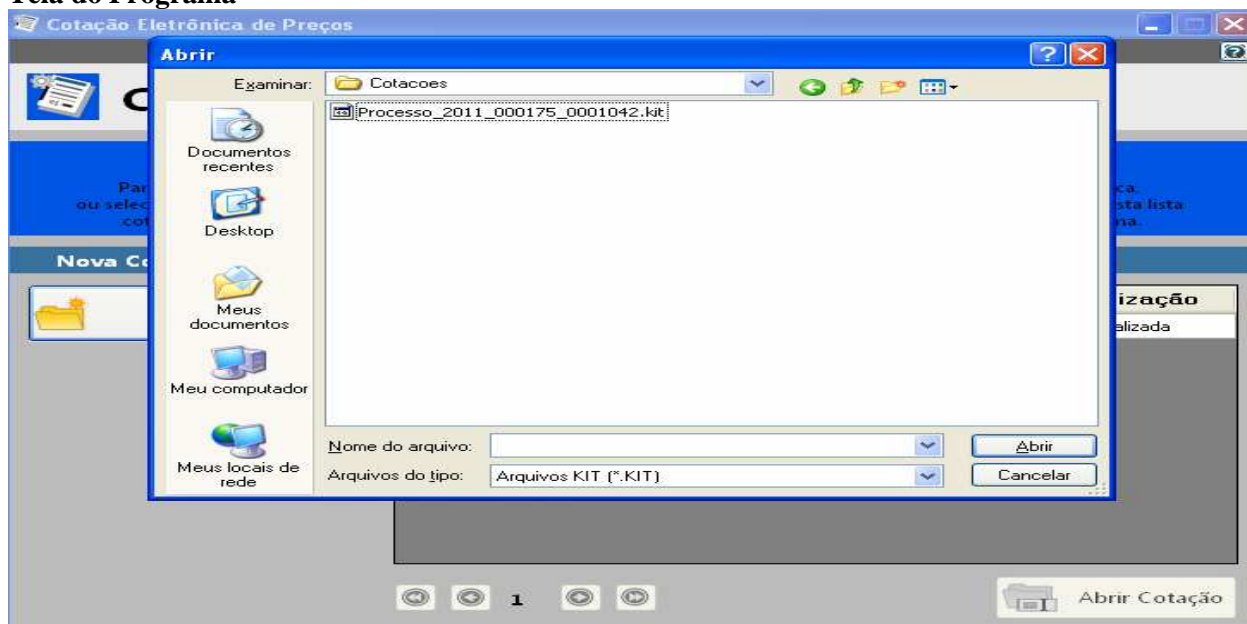 Tela do Programa
Cotação Eletrônica de Preços
Abrir
Examinar:
Cotacoes
Processo_2011_000175_0001042.kit
Documentos
recentes
Desktop
Meus
documentos
Meu computador
Meus locais de
rede
Nome do arquivo:
Abrir
Arquivos do tipo:
Arquivos KIT (*.KIT)
Cancelar
C
Par
ca.
ou selec
sta lista
cot
na.
Nova Co
ização
alizada
1
Abrir Cotação